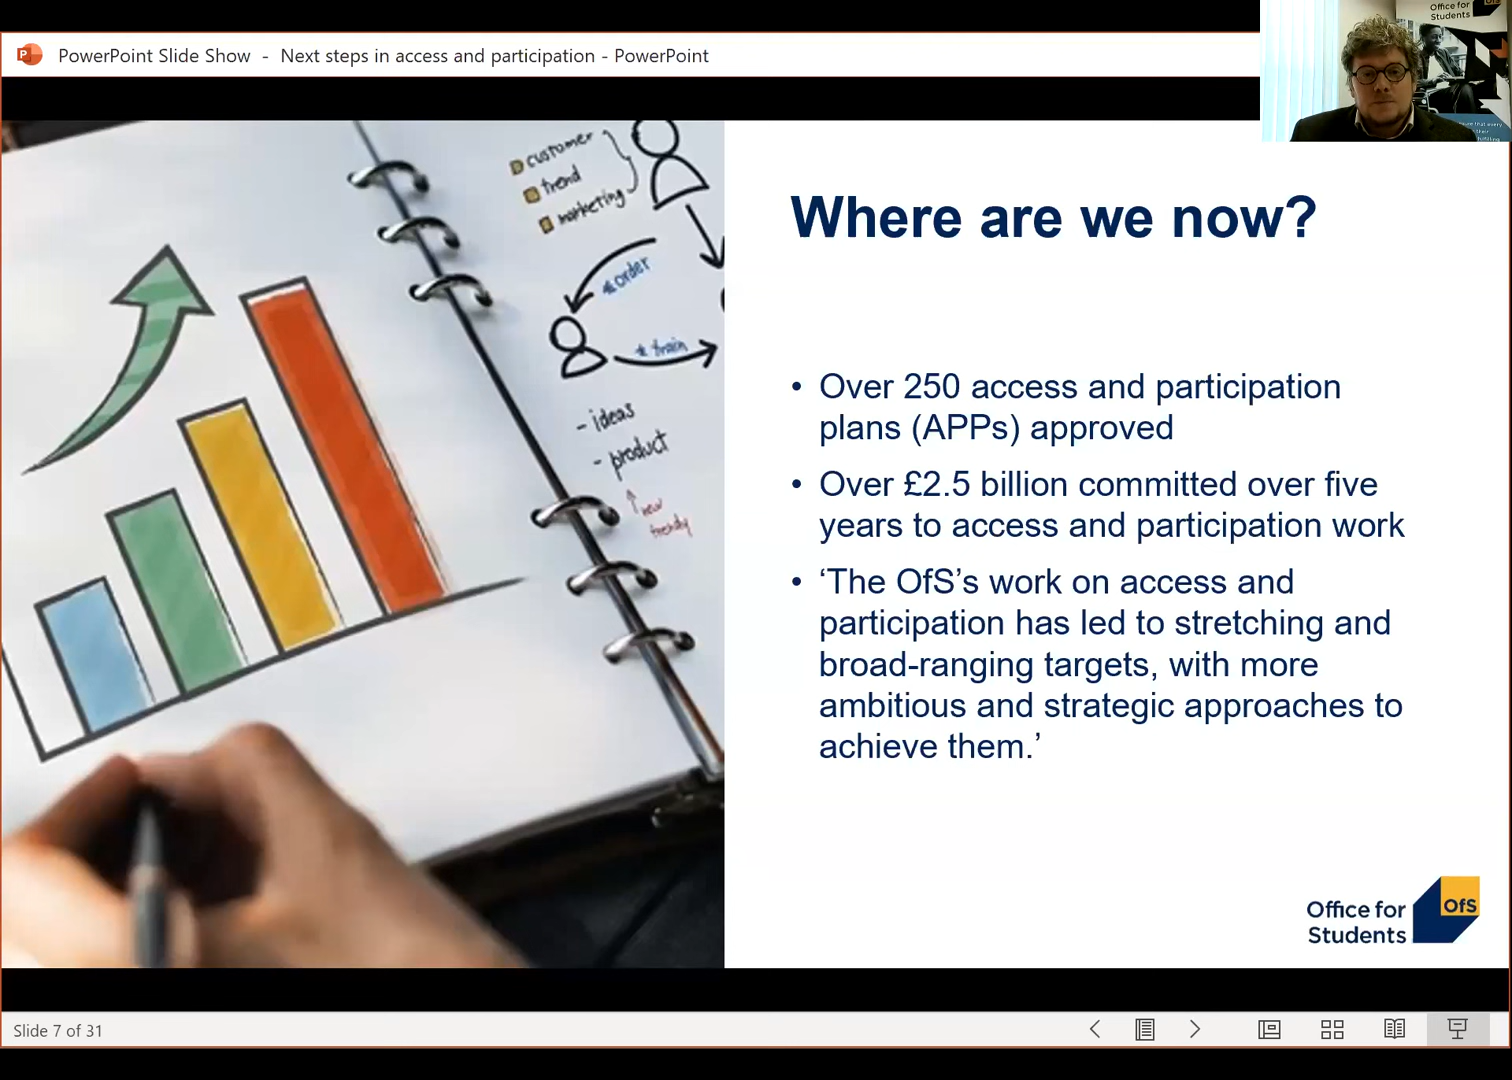 Office for
Students
OfS
PowerPoint Slide Show - Next steps in access and participation - PowerPoint
customer
trend
marketing
* order
* train
- ideas
- product
new
trendy
Where are we now?
• Over 250 access and participation
plans (APPs) approved
• Over £2.5 billion committed over five
years to access and participation work
• ‘The OfS’s work on access and
participation has led to stretching and
broad-ranging targets, with more
ambitious and strategic approaches to
achieve them.’
Office for
Students
OfS
Slide 7 of 31